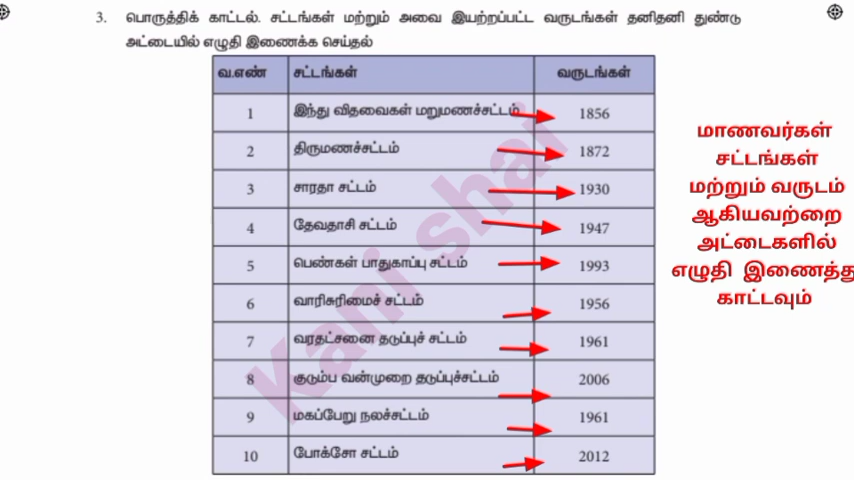 3. பொருத்திக் காட்டல். சட்டங்கள் மற்றும் அவை இயற்றப்பட்ட வருடங்கள் தனிதனி துண்டு
அட்டையில் எழுதி இணைக்க செய்தல்
வ.எண் சட்டங்கள் வருடங்கள்
1 இந்து விதவைகள் மறுமணச்சட்டம் 1856
2 திருமணச்சட்டம் 1872
3 சாரதா சட்டம் 1930
4 தேவதாசி சட்டம் 1947
5 பெண்கள் பாதுகாப்பு சட்டம் 1993
6 வாரிசுரிமைச் சட்டம் 1956
7 வரதட்சனை தடுப்புச் சட்டம் 1961
8 குடும்ப வன்முறை தடுப்புச்சட்டம் 2006
9 மகப்பேறு நலச்சட்டம் 1961
10 போக்சோ சட்டம் 2012
மாணவர்கள்
சட்டங்கள்
மற்றும் வருடம்
ஆகியவற்றை
அட்டைகளில்
எழுதி இணைத்து
காட்டவும்
Kani shai